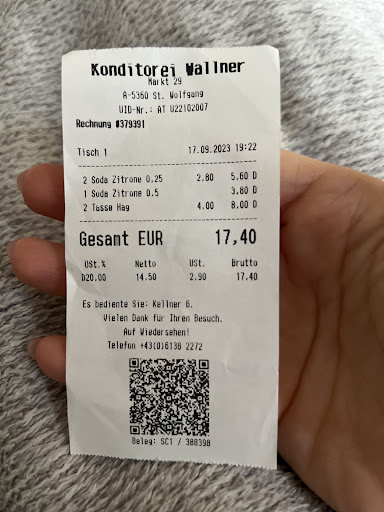 Konditorei Wallner
Markt 29
A-5360 St. Wolfgang
UID-Nr.: AT U22102007
Rechnung #379391
Tisch 1 17.09.2023 19:22
2 Soda Zitrone 0,25 2.80 5.60 D
1 Soda Zitrone 0,5 3,80 D
2 Tasse Hag 4.00 8,00 D
Gesamt EUR 17,40
USt.% Netto USt. Brutto
D20,00 14.50 2.90 17.40
Es bediente Sie: Kellner 6.
Vielen Dank für Ihren Besuch.
Auf Wiedersehen!
Telefon +43(0)6138 2272
Beleg: SC1 / 388398